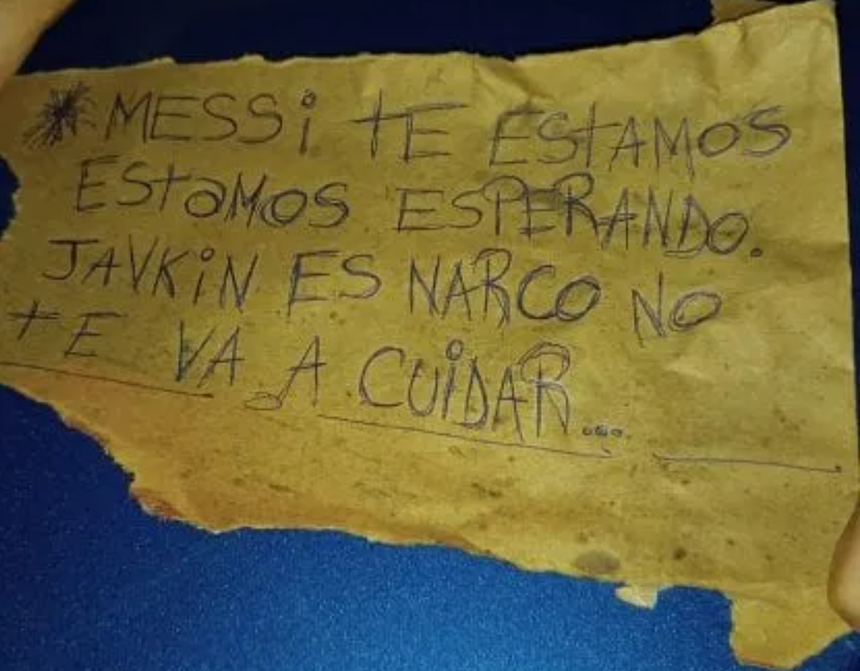 MESSi tE EStAMOS
EStaMOS ESPERANDO.
JAVKiN ES NARCO NO
tE VA A CUiDAR...